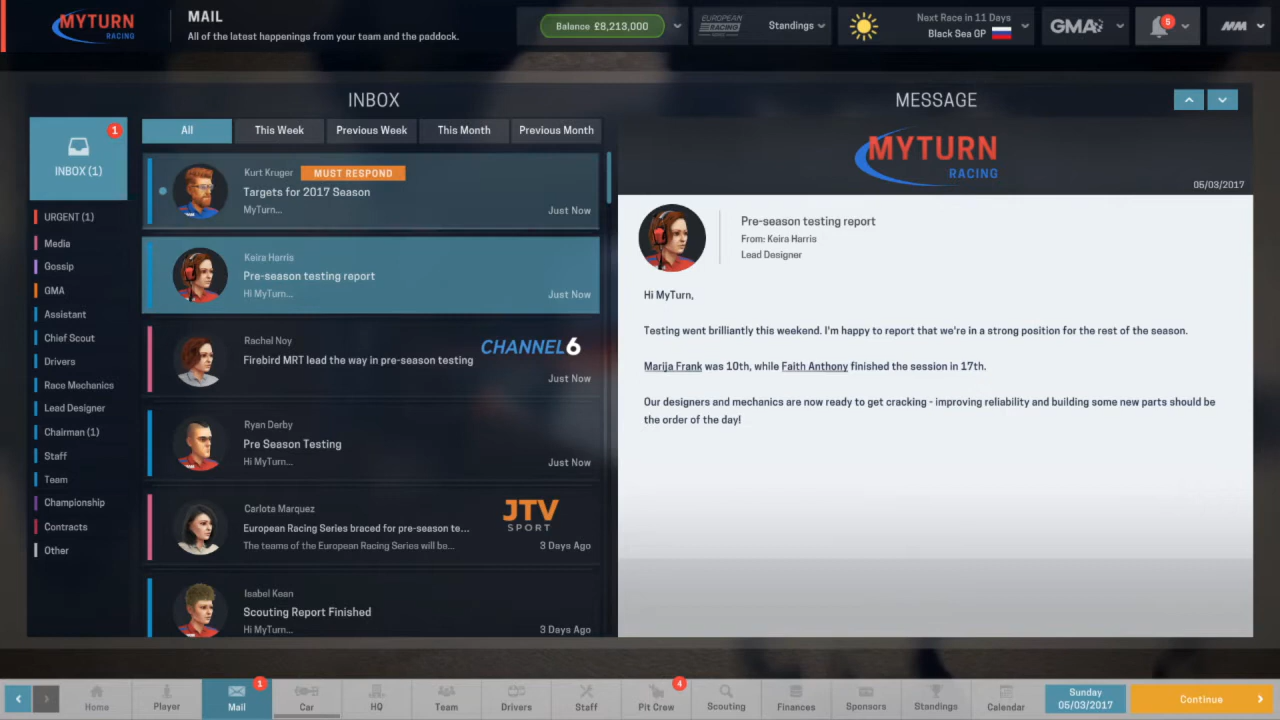 MYTURN
RACING
MAIL
All of the latest happenings from your team and the paddock.
Balance £8,213,000
EUROPEAN
RACING
SERIES
Standings
Next Race in 11 Days
Black Sea GP
GMA
5
INBOX
MESSAGE
1
INBOX (1)
URGENT (1)
Media
Gossip
GMA
Assistant
Chief Scout
Drivers
Race Mechanics
Lead Designer
Chairman (1)
Staff
Team
Championship
Contracts
Other
All
This Week
Previous Week
This Month
Previous Month
Kurt Kruger
MUST RESPOND
Targets for 2017 Season
MyTurn...
Just Now
Keira Harris
Pre-season testing report
Hi MyTurn...
Just Now
Rachel Noy
CHANNEL6
Firebird MRT lead the way in pre-season testing
Just Now
Ryan Derby
Pre Season Testing
Hi MyTurn...
Just Now
Carlota Marquez
JTV
SPORT
European Racing Series braced for pre-season te...
The teams of the European Racing Series will be...
3 Days Ago
Isabel Kean
Scouting Report Finished
Hi MyTurn...
3 Days Ago
MYTURN
RACING
05/03/2017
Pre-season testing report
From: Keira Harris
Lead Designer
Hi MyTurn,
Testing went brilliantly this weekend. I'm happy to report that we're in a strong position for the rest of the season.
Marija Frank was 10th, while Faith Anthony finished the session in 17th.
Our designers and mechanics are now ready to get cracking - improving reliability and building some new parts should be
the order of the day!
Home
Player
1
Mail
Car
HQ
Team
Drivers
Staff
4
Pit Crew
Scouting
Finances
Sponsors
Standings
Calendar
Sunday
05/03/2017
Continue